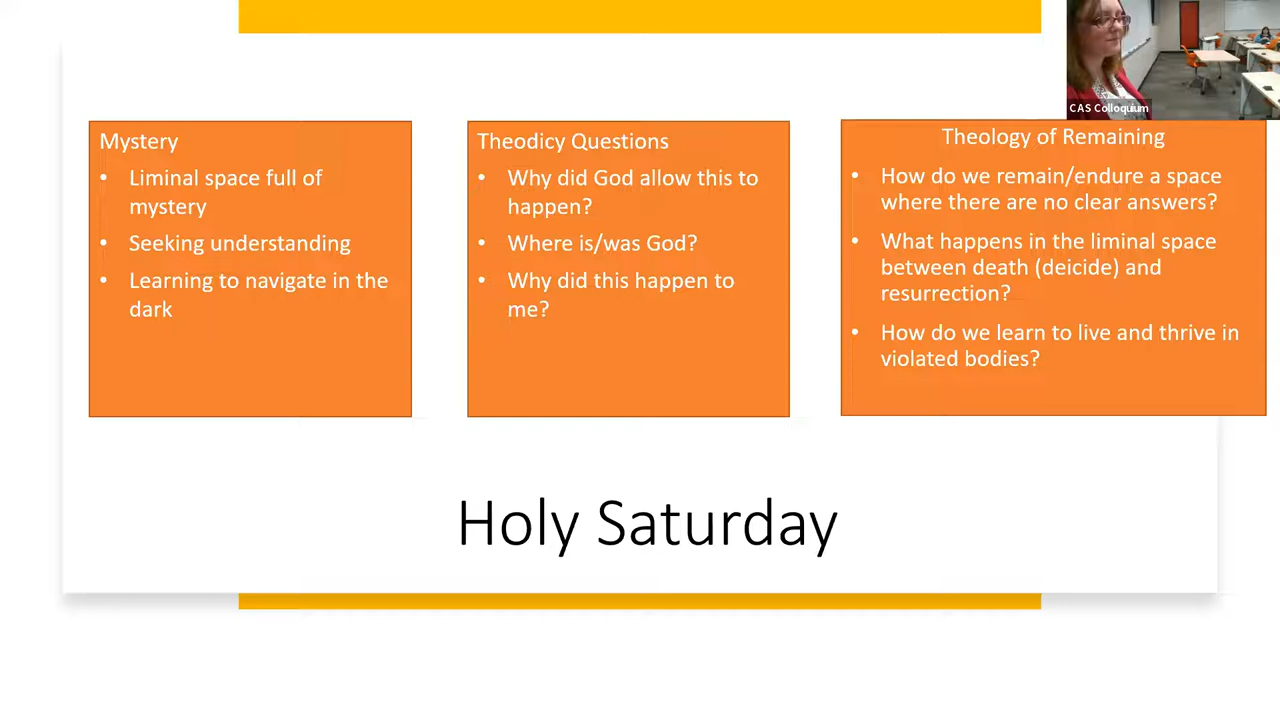 CAS Colloquium
Mystery
• Liminal space full of
mystery
• Seeking understanding
• Learning to navigate in the
dark
Theodicy Questions
• Why did God allow this to
happen?
• Where is/was God?
• Why did this happen to
me?
Theology of Remaining
• How do we remain/endure a space
where there are no clear answers?
• What happens in the liminal space
between death (deicide) and
resurrection?
• How do we learn to live and thrive in
violated bodies?
Holy Saturday